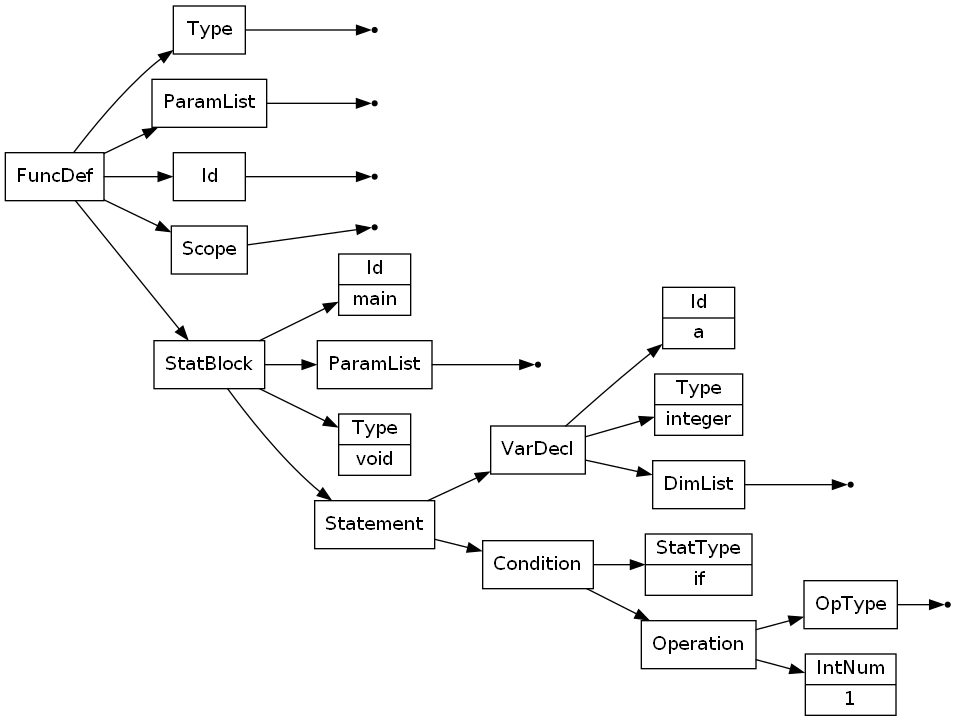 Type
ParamList
FuncDef
Id
Scope
Id
main
StatBlock
ParamList
Type
void
Statement
Id
a
Type
integer
VarDecl
DimList
Condition
StatType
if
Operation
OpType
IntNum
1